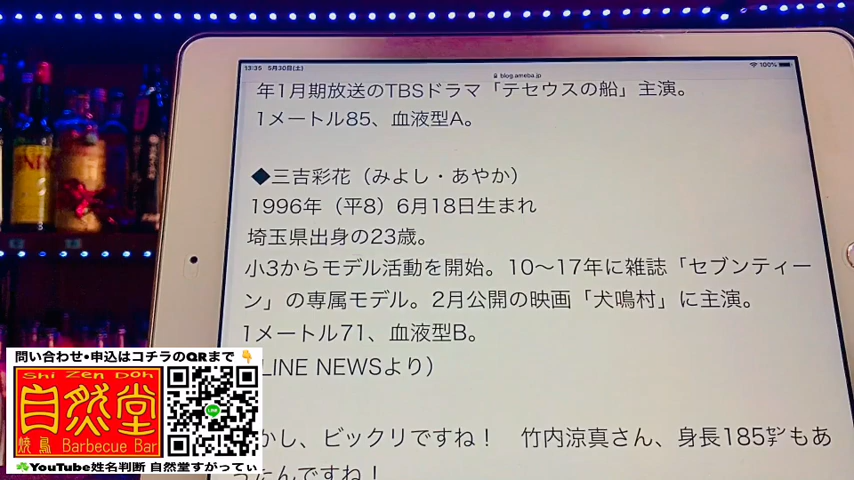 13:35 5月30日(土)
blog.ameba.jp
100%
年1月期放送のTBSドラマ「テセウスの船」主演。
1メートル85、血液型A。
◆三吉彩花（みよし・あやか）
1996年（平8）6月18日生まれ
埼玉県出身の23歳。
小3からモデル活動を開始。10〜17年に雑誌「セブンティー
ン」の専属モデル。2月公開の映画「犬鳴村」に主演。
1メートル71、血液型B。
LINE NEWSより）
かし、ビックリですね！　竹内涼真さん、身長185㌢もあ
たんですね！
問い合わせ•申込はコチラのQRまで👇
Shi Zen Doh
自然堂
焼鳥 Barbecue Bar
LINE
☘YouTube姓名判断 自然堂すがってぃ